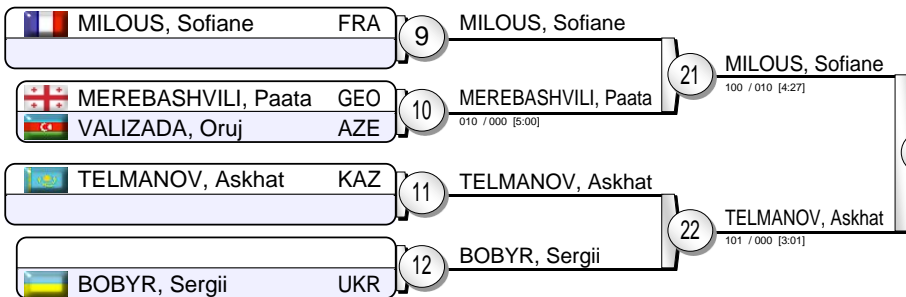 MILOUS, Sofiane FRA
9
MILOUS, Sofiane
21
MILOUS, Sofiane
100 / 010 [4:27]
MEREBASHVILI, Paata GEO
VALIZADA, Oruj AZE
10
MEREBASHVILI, Paata
010 / 000 [5:00]
TELMANOV, Askhat KAZ
11
TELMANOV, Askhat
22
TELMANOV, Askhat
101 / 000 [3:01]
BOBYR, Sergii UKR
12
BOBYR, Sergii